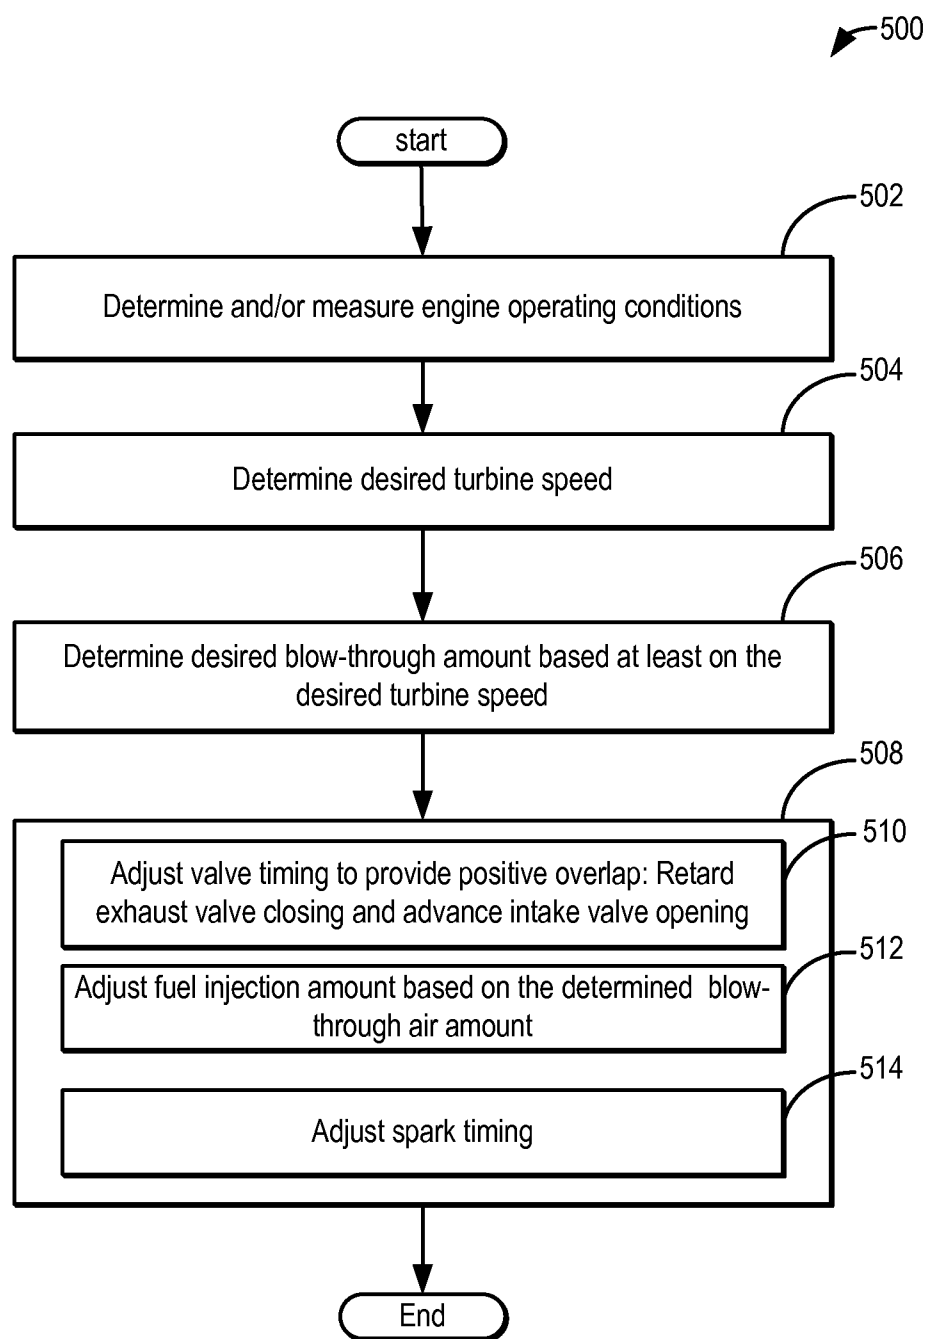 500
start
502
Determine and/or measure engine operating conditions
504
Determine desired turbine speed
506
Determine desired blow-through amount based at least on the
desired turbine speed
508
510
Adjust valve timing to provide positive overlap: Retard
exhaust valve closing and advance intake valve opening
512
Adjust fuel injection amount based on the determined blow-
through air amount
514
Adjust spark timing
End